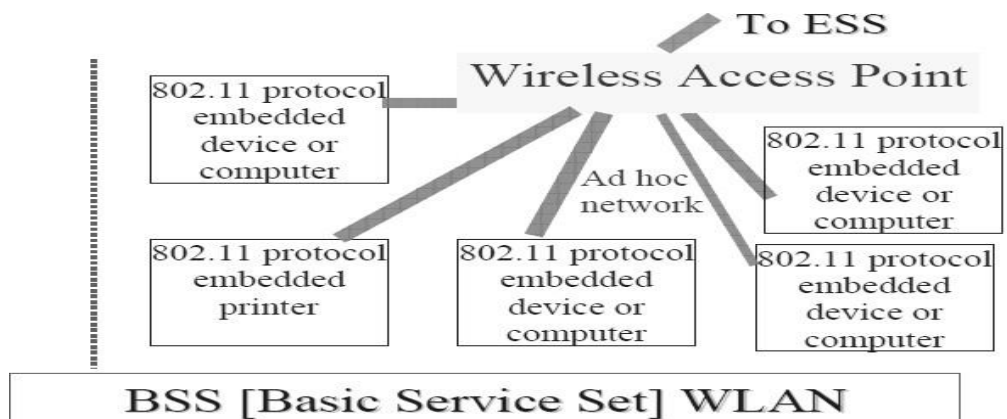 To ESS
Wireless Access Point
802.11 protocol
embedded
device or
computer
Ad hoc
network
802.11 protocol
embedded
device or
computer
802.11 protocol
embedded
printer
802.11 protocol
embedded
device or
computer
802.11 protocol
embedded
device or
computer
BSS [Basic Service Set] WLAN